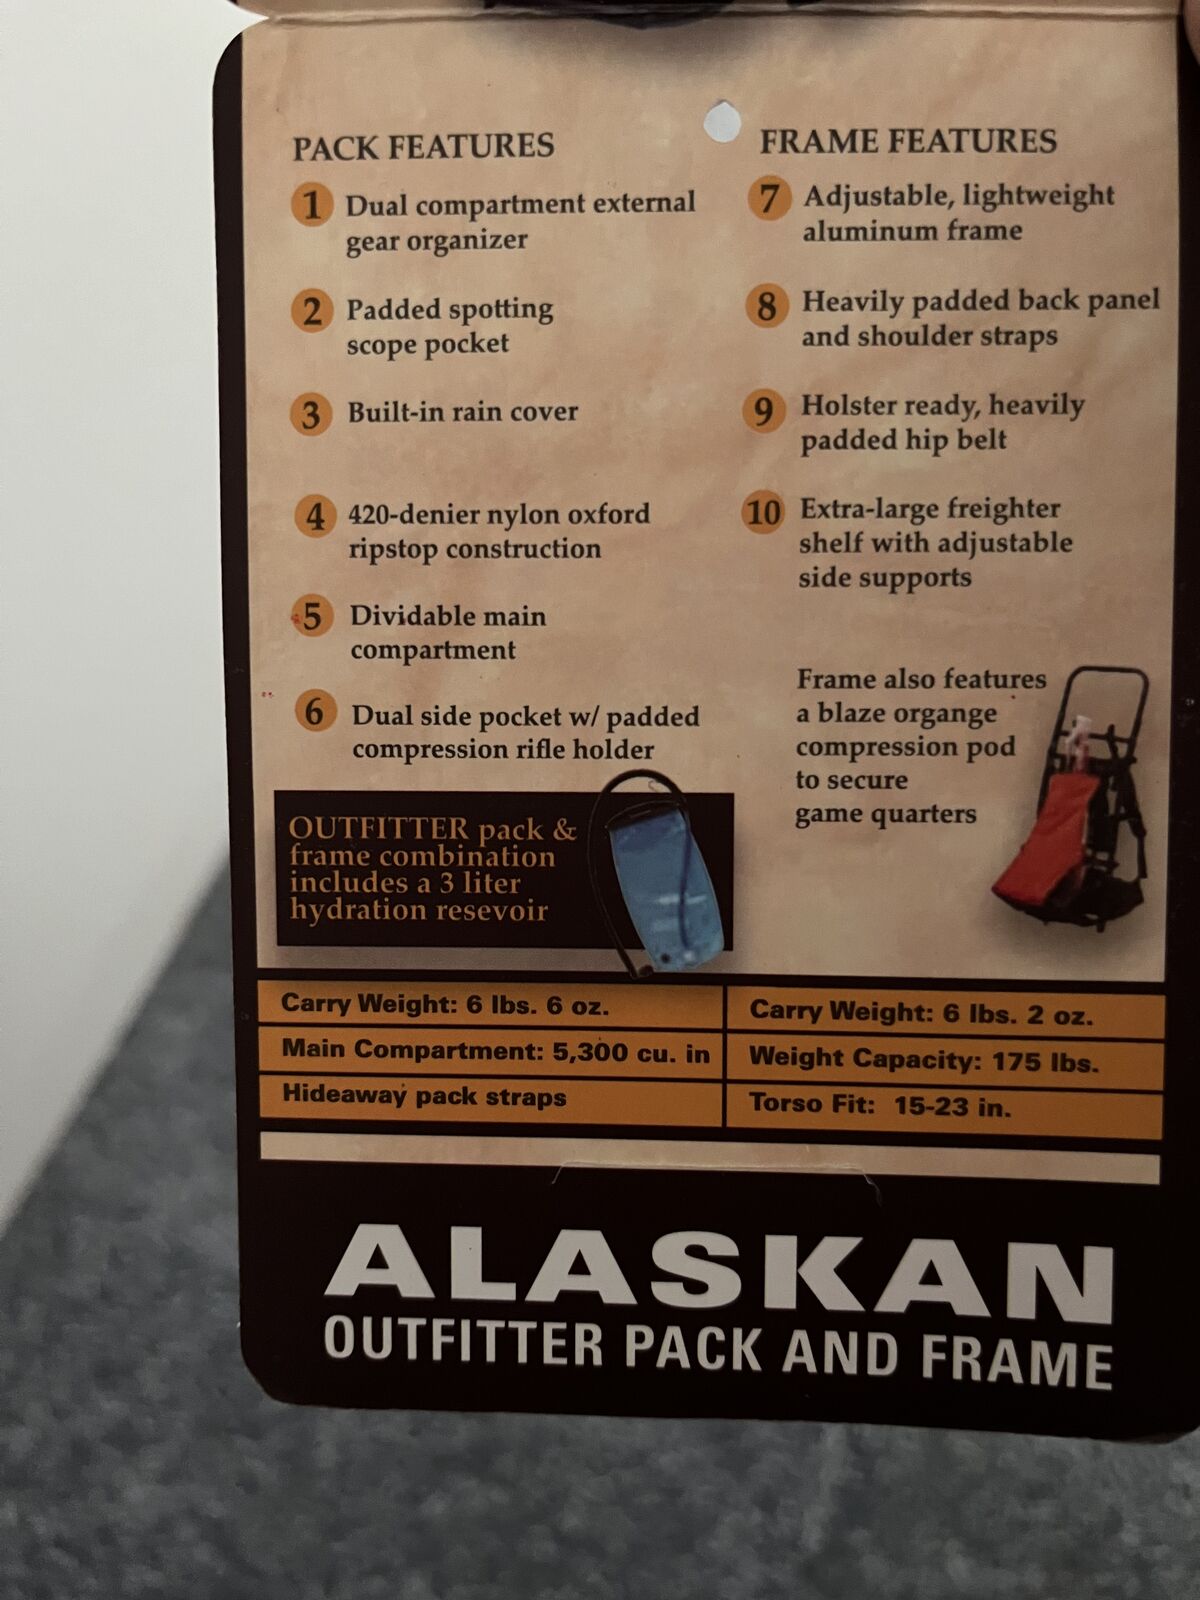 PACK FEATURES
1 Dual compartment external
gear organizer
2 Padded spotting
scope pocket
3 Built-in rain cover
4 420-denier nylon oxford
ripstop construction
5 Dividable main
compartment
6 Dual side pocket w/ padded
compression rifle holder
OUTFITTER pack &
frame combination
includes a 3 liter
hydration resevoir
FRAME FEATURES
7 Adjustable, lightweight
aluminum frame
8 Heavily padded back panel
and shoulder straps
9 Holster ready, heavily
padded hip belt
10 Extra-large freighter
shelf with adjustable
side supports
Frame also features
a blaze organge
compression pod
to secure
game quarters
Carry Weight: 6 lbs. 6 oz.
Main Compartment: 5,300 cu. in
Hideaway pack straps
Carry Weight: 6 lbs. 2 oz.
Weight Capacity: 175 lbs.
Torso Fit: 15-23 in.
ALASKAN
OUTFITTER PACK AND FRAME